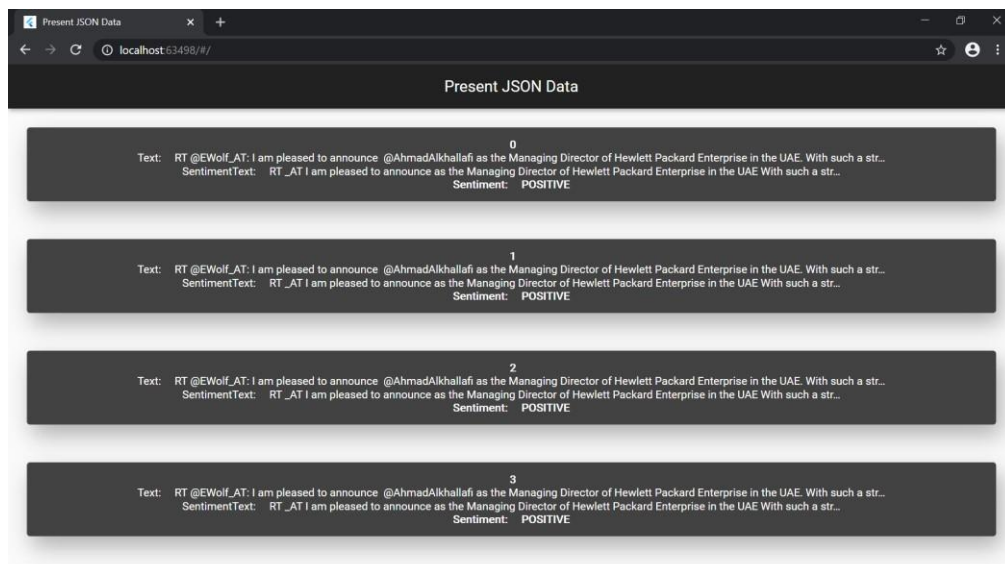 Present JSON Data
localhost:63498/#/
Present JSON Data
0
Text: RT @EWolf_AT: I am pleased to announce @AhmadAlkhallafi as the Managing Director of Hewlett Packard Enterprise in the UAE. With such a str…
SentimentText: RT _AT I am pleased to announce as the Managing Director of Hewlett Packard Enterprise in the UAE With such a str…
Sentiment: POSITIVE
1
Text: RT @EWolf_AT: I am pleased to announce @AhmadAlkhallafi as the Managing Director of Hewlett Packard Enterprise in the UAE. With such a str…
SentimentText: RT _AT I am pleased to announce as the Managing Director of Hewlett Packard Enterprise in the UAE With such a str…
Sentiment: POSITIVE
2
Text: RT @EWolf_AT: I am pleased to announce @AhmadAlkhallafi as the Managing Director of Hewlett Packard Enterprise in the UAE. With such a str…
SentimentText: RT _AT I am pleased to announce as the Managing Director of Hewlett Packard Enterprise in the UAE With such a str…
Sentiment: POSITIVE
3
Text: RT @EWolf_AT: I am pleased to announce @AhmadAlkhallafi as the Managing Director of Hewlett Packard Enterprise in the UAE. With such a str…
SentimentText: RT _AT I am pleased to announce as the Managing Director of Hewlett Packard Enterprise in the UAE With such a str…
Sentiment: POSITIVE